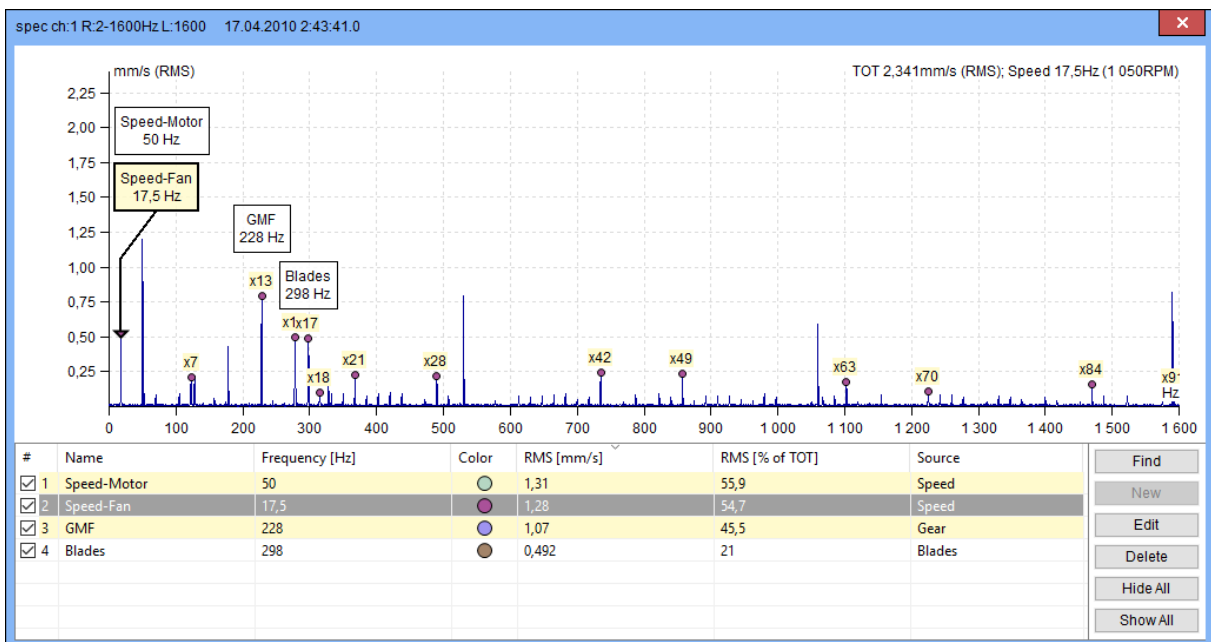 spec ch:1 R:2-1600Hz L:1600 17.04.2010 2:43:41.0
mm/s (RMS)
TOT 2,341mm/s (RMS); Speed 17,5Hz (1 050RPM)
2,25
2,00
1,75
1,50
1,25
1,00
0,75
0,50
0,25
Speed-Motor
50 Hz
Speed-Fan
17,5 Hz
GMF
228 Hz
Blades
298 Hz
x13
x17
x7
x18
x21
x28
x42
x49
x63
x70
x84
x91
Hz
0 100 200 300 400 500 600 700 800 900 1 000 1 100 1 200 1 300 1 400 1 500 1 600
# Name Frequency [Hz] Color RMS [mm/s] RMS [% of TOT] Source
1 Speed-Motor 50 1,31 55,9 Speed
2 Speed-Fan 17,5 1,28 54,7 Speed
3 GMF 228 1,07 45,5 Gear
4 Blades 298 0,492 21 Blades
Find
New
Edit
Delete
Hide All
Show All